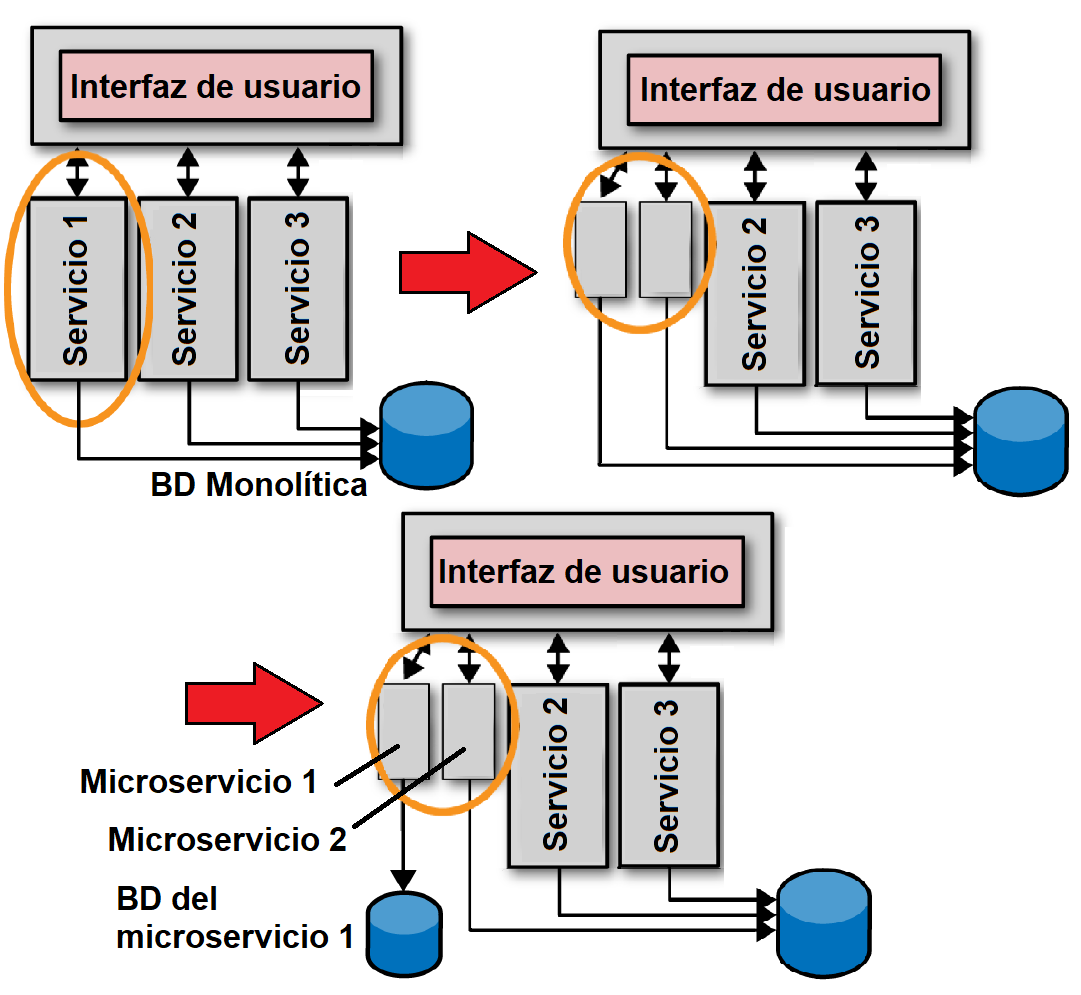 Interfaz de usuario
Servicio 1
Servicio 2
Servicio 3
BD Monolítica
Interfaz de usuario
Servicio 2
Servicio 3
Interfaz de usuario
Servicio 2
Servicio 3
Microservicio 1
Microservicio 2
BD del
microservicio 1